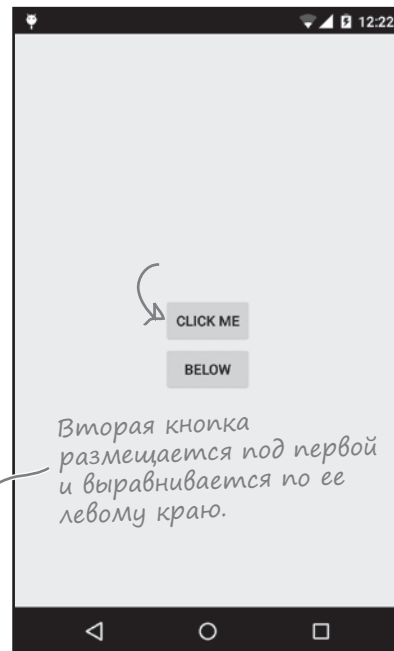 12:22
CLICK ME
BELOW
Вторая кнопка
размещается под первой
и выравнивается по ее
левому краю.